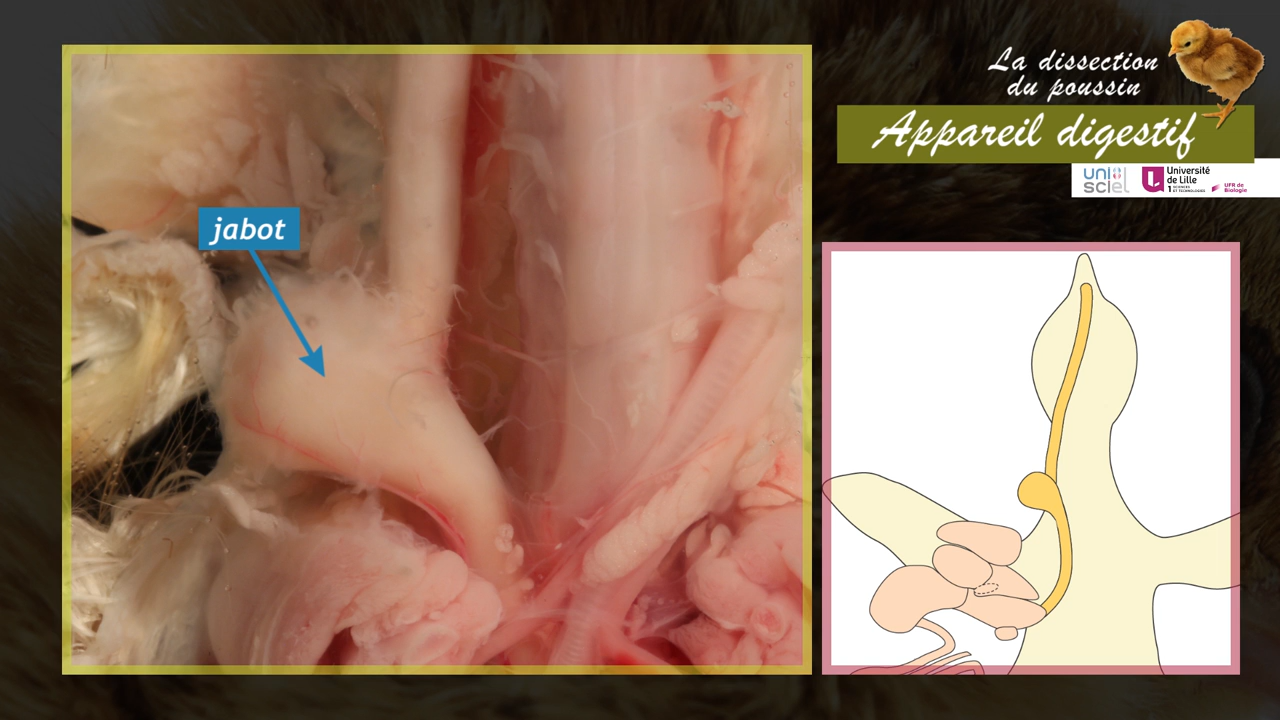 La dissection
du poussin
Appareil digestif
uni
sciel
Université
de Lille
1 SCIENCES
ET TECHNOLOGIES
UFR de
Biologie
jabot